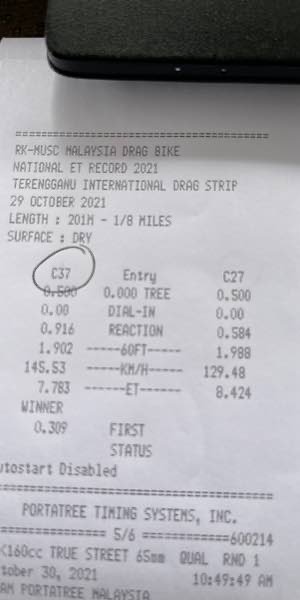 =====================================
RK-MUSC MALAYSIA DRAG BIKE
NATIONAL ET RECORD 2021
TERENGGANU INTERNATIONAL DRAG STRIP
29 OCTOBER 2021
LENGTH : 201M - 1/8 MILES
SURFACE : DRY
C37 Entry C27
0.500 0.000 TREE 0.500
0.00 DIAL-IN 0.00
0.916 REACTION 0.584
1.902 -----60FT----- 1.988
145.53 -----KM/H----- 129.48
7.783 ------ET------ 8.424
WINNER
0.309 FIRST
STATUS
utostart Disabled
=====================================
PORTATREE TIMING SYSTEMS, INC.
============ 5/6 ============600214
K160cc TRUE STREET 65mm QUAL RND 1
tober 30, 2021 10:49:49 AM
AM PORTATREE MALAYSIA